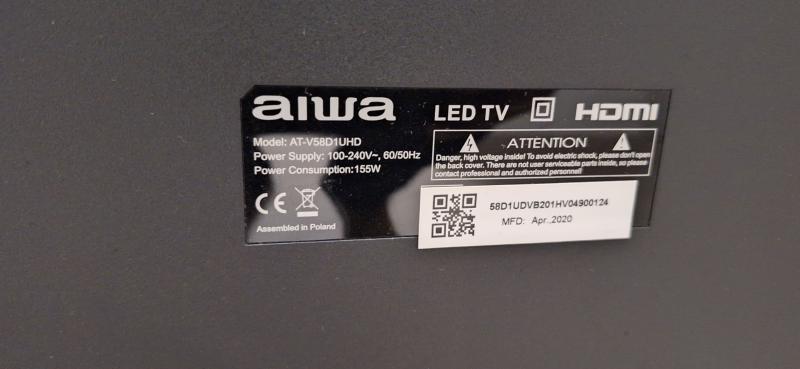 aiwa
LED TV
HDMI
Model: AT-V58D1UHD
Power Supply: 100-240V~, 60/50Hz
Power Consumption:155W
ATTENTION
Danger, high voltage inside! To avoid electric shock, please don't open
the back cover. There are not user serviceable parts inside, so please
contact professional and authorized personnel!
CE
Assembled in Poland
58D1UDVB201HV04900124
MFD: Apr.,2020